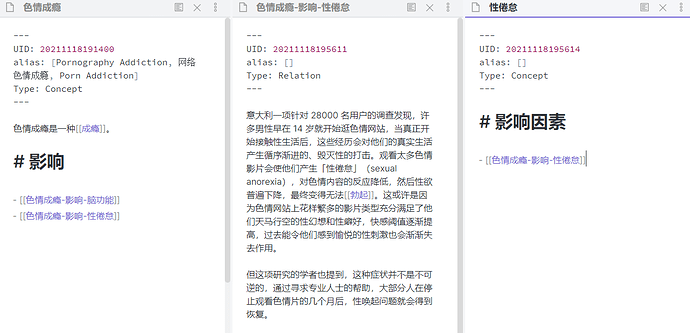 色情成瘾
---
UID: 20211118191400
alias: [Pornography Addiction, 网络
色情成瘾, Porn Addiction]
Type: Concept
---
色情成瘾是一种[[成瘾]]。
# 影响
- [[色情成瘾-影响-脑功能]]
- [[色情成瘾-影响-性倦怠]]
色情成瘾-影响-性倦怠
---
UID: 20211118195611
alias: []
Type: Relation
---
意大利一项针对 28000 名用户的调查发现，许
多男性早在 14 岁就开始逛色情网站，当真正开
始接触性生活后，这些经历会对他们的真实生活
产生循序渐进的、毁灭性的打击。观看太多色情
影片会使他们产生「性倦怠」（sexual
anorexia），对色情内容的反应降低，然后性欲
普遍下降，最终变得无法[[勃起]]。这或许是因
为色情网站上花样繁多的影片类型充分满足了他
们天马行空的性幻想和性癖好，快感阈值逐渐提
高，过去能令他们感到愉悦的性刺激也会渐渐失
去作用。
但这项研究的学者也提到，这种症状并不是不可
逆的，通过寻求专业人士的帮助，大部分人在停
止观看色情片的几个月后，性唤起问题就会得到
恢复。
性倦怠
---
UID: 20211118195614
alias: []
Type: Concept
---
# 影响因素
- [[色情成瘾-影响-性倦怠]]